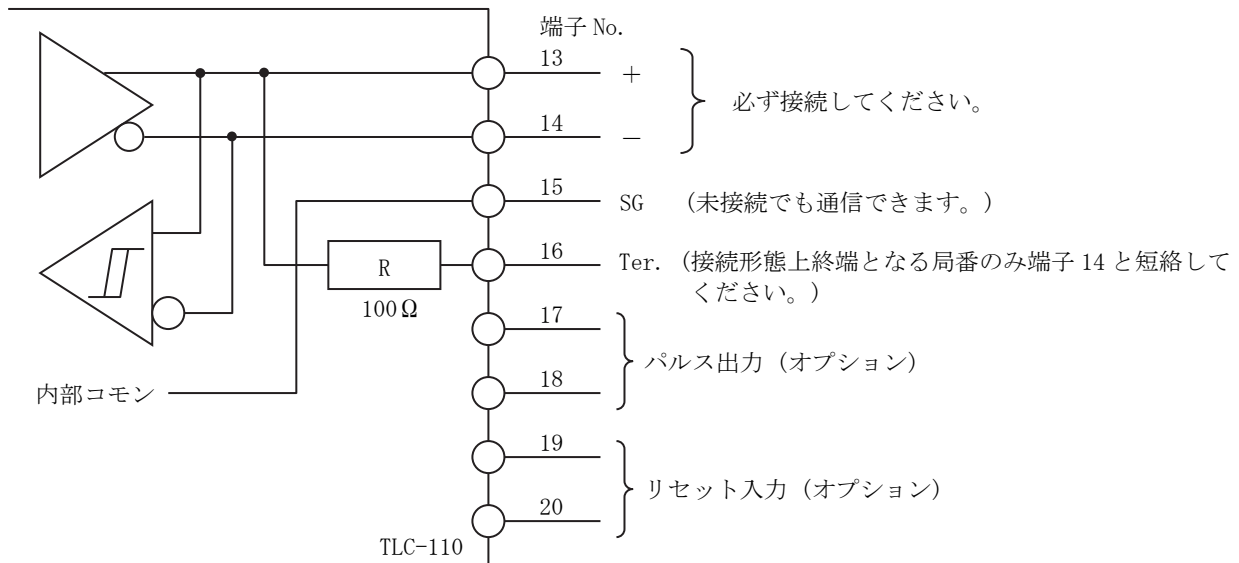 端子 No.
13
＋
必ず接続してください。
14
－
15
SG （未接続でも通信できます。）
16
Ter. （接続形態上終端となる局番のみ端子 14 と短絡して
ください。）
R
100Ω
17
パルス出力（オプション）
18
内部コモン
19
リセット入力（オプション）
20
TLC-110